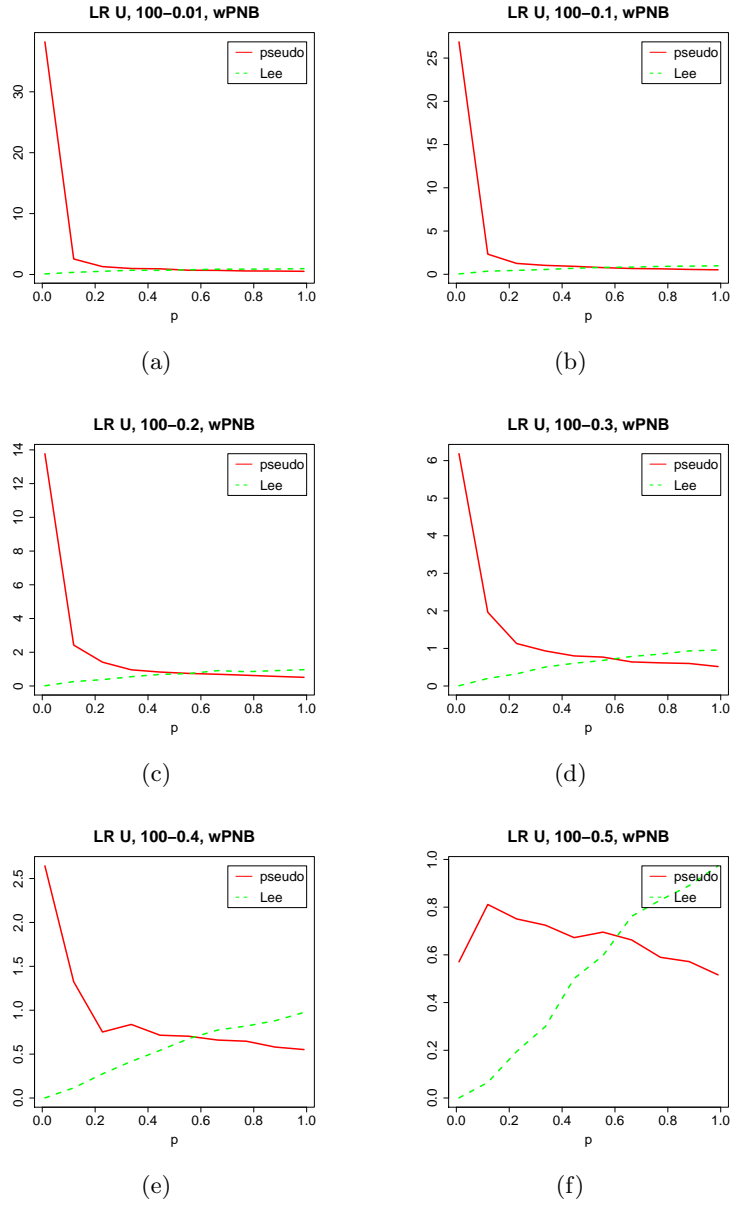 LR U, 100−0.01, wPNB
pseudo
Lee
0 10 20 30
0.0 0.2 0.4 0.6 0.8 1.0
p
(a)
LR U, 100−0.1, wPNB
pseudo
Lee
0 5 10 15 20 25
0.0 0.2 0.4 0.6 0.8 1.0
p
(b)
LR U, 100−0.2, wPNB
pseudo
Lee
0 2 4 6 8 10 12 14
0.0 0.2 0.4 0.6 0.8 1.0
p
(c)
LR U, 100−0.3, wPNB
pseudo
Lee
0 1 2 3 4 5 6
0.0 0.2 0.4 0.6 0.8 1.0
p
(d)
LR U, 100−0.4, wPNB
pseudo
Lee
0.0 0.5 1.0 1.5 2.0 2.5
0.0 0.2 0.4 0.6 0.8 1.0
p
(e)
LR U, 100−0.5, wPNB
pseudo
Lee
0.0 0.2 0.4 0.6 0.8 1.0
0.0 0.2 0.4 0.6 0.8 1.0
p
(f)